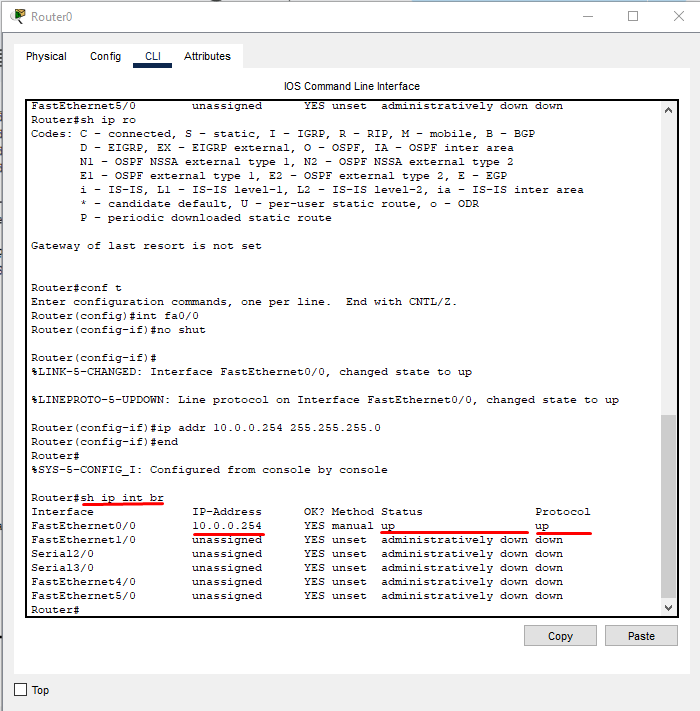 Router0
Physical Config CLI Attributes
IOS Command Line Interface
FastEthernet5/0 unassigned YES unset administratively down down
Router#sh ip ro
Codes: C - connected, S - static, I - IGRP, R - RIP, M - mobile, B - BGP
D - EIGRP, EX - EIGRP external, O - OSPF, IA - OSPF inter area
N1 - OSPF NSSA external type 1, N2 - OSPF NSSA external type 2
E1 - OSPF external type 1, E2 - OSPF external type 2, E - EGP
i - IS-IS, L1 - IS-IS level-1, L2 - IS-IS level-2, ia - IS-IS inter area
* - candidate default, U - per-user static route, o - ODR
P - periodic downloaded static route
Gateway of last resort is not set
Router#conf t
Enter configuration commands, one per line. End with CNTL/Z.
Router(config)#int fa0/0
Router(config-if)#no shut
Router(config-if)#
%LINK-5-CHANGED: Interface FastEthernet0/0, changed state to up
%LINEPROTO-5-UPDOWN: Line protocol on Interface FastEthernet0/0, changed state to up
Router(config-if)#ip addr 10.0.0.254 255.255.255.0
Router(config-if)#end
Router#
%SYS-5-CONFIG_I: Configured from console by console
Router#sh ip int br
Interface IP-Address OK? Method Status Protocol
FastEthernet0/0 10.0.0.254 YES manual up up
FastEthernet1/0 unassigned YES unset administratively down down
Serial2/0 unassigned YES unset administratively down down
Serial3/0 unassigned YES unset administratively down down
FastEthernet4/0 unassigned YES unset administratively down down
FastEthernet5/0 unassigned YES unset administratively down down
Router#
Copy Paste
Top